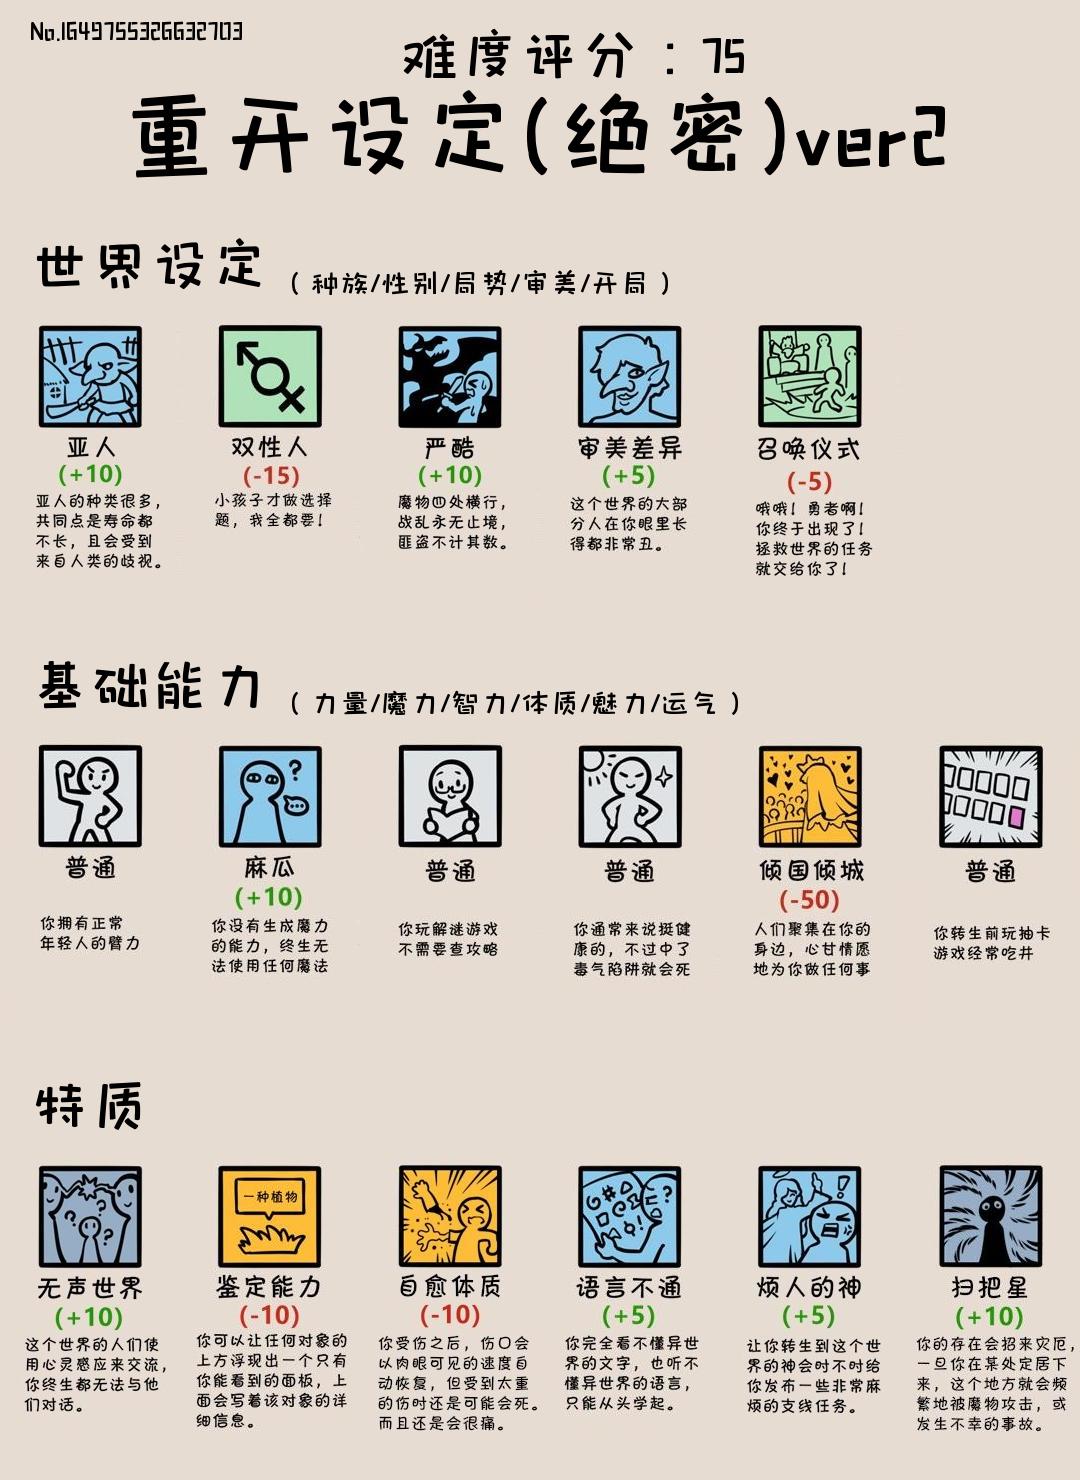 No.1649755326632703
难度评分：75
重开设定(绝密)ver2
世界设定 (种族/性别/局势/审美/开局)
亚人 双性人 严酷 审美差异 召唤仪式
(+10) (-15) (+10) (+5) (-5)
亚人的种类很多，
共同点是寿命都
不长，且会受到
来自人类的歧视。
小孩子才做选择
题，我全都要！
魔物四处横行，
战乱永无止境，
匪盗不计其数。
这个世界的大部
分人在你眼里长
得都非常丑。
哦哦！勇者啊！
你终于出现了！
拯救世界的任务
就交给你了！
基础能力 (力量/魔力/智力/体质/魅力/运气)
普通 麻瓜 普通 普通 倾国倾城 普通
(+10) (-50)
你拥有正常
年轻人的臂力
你没有生成魔力
的能力，终生无
法使用任何魔法
你玩解谜游戏
不需要查攻略
你通常来说挺健
康的，不过中了
毒气陷阱就会死
人们聚集在你的
身边，心甘情愿
地为你做任何事
你转生前玩抽卡
游戏经常吃井
特质
一种植物
无声世界 鉴定能力 自愈体质 语言不通 烦人的神 扫把星
(+10) (-10) (-10) (+5) (+5) (+10)
这个世界的人们使
用心灵感应来交流，
你终生都无法与他
们对话。
你可以让任何对象的
上方浮现出一个只有
你能看到的面板，上
面会写着该对象的详
细信息。
你受伤之后，伤口会
以肉眼可见的速度自
动恢复，但受到太重
的伤时还是可能会死。
而且还是会很痛。
你完全看不懂异世
界的文字，也听不
懂异世界的语言，
只能从头学起。
让你转生到这个世
界的神会时不时给
你发布一些非常麻
烦的支线任务。
你的存在会招来灾厄，
一旦你在某处定居下
来，这个地方就会频
繁地被魔物攻击，或
发生不幸的事故。